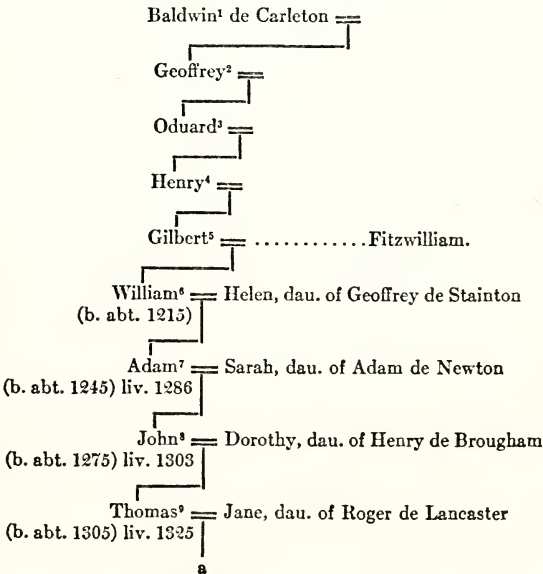 Baldwin¹ de Carleton
Geoffrey²
Oduard³
Henry⁴
Gilbert⁵ ............Fitzwilliam.
William⁶ Helen, dau. of Geoffrey de Stainton
(b. abt. 1215)
Adam⁷ Sarah, dau. of Adam de Newton
(b. abt. 1245) liv. 1286
John⁸ Dorothy, dau. of Henry de Brougham
(b. abt. 1275) liv. 1303
Thomas⁹ Jane, dau. of Roger de Lancaster
(b. abt. 1305) liv. 1325
a